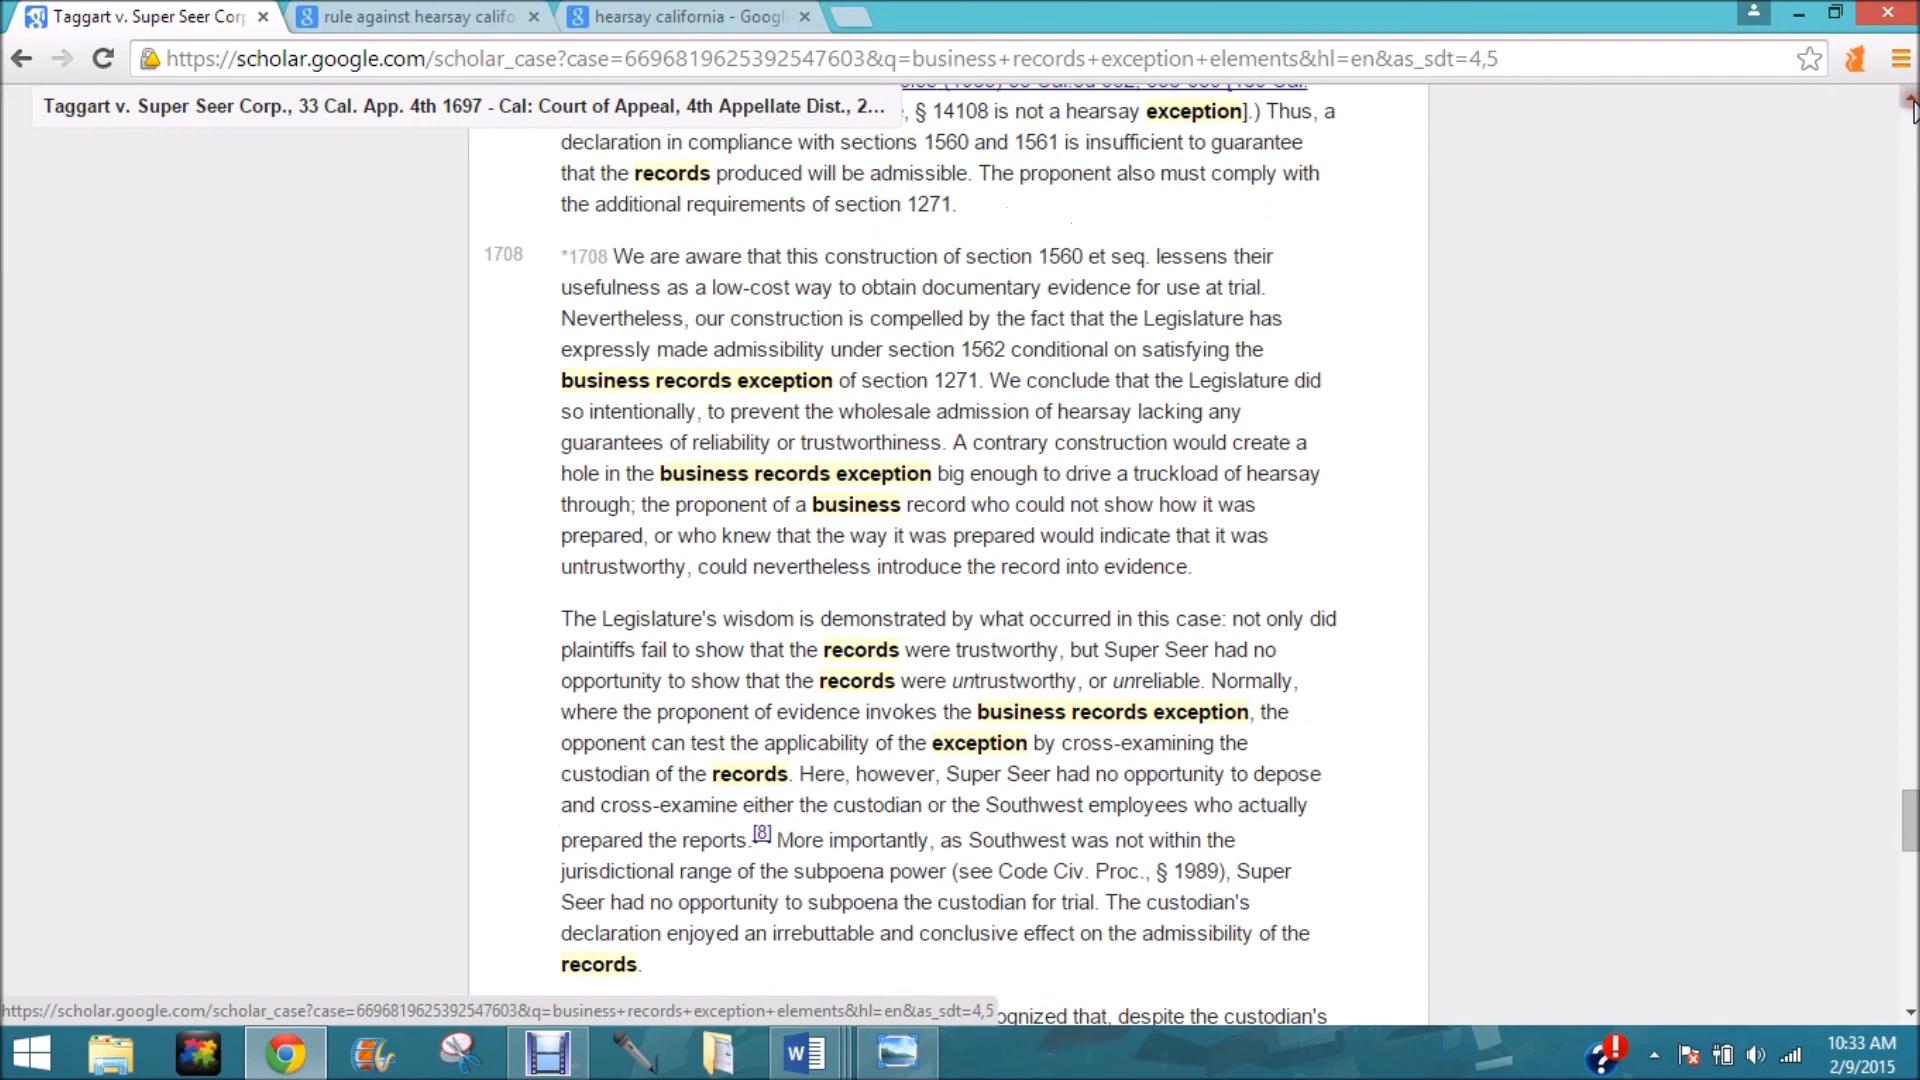 Taggart v. Super Seer Corp
rule against hearsay califo
hearsay california - Googl
https://scholar.google.com/scholar_case?case=6696819625392547603&q=business+records+exception+elements&hl=en&as_sdt=4,5
Taggart v. Super Seer Corp., 33 Cal. App. 4th 1697 - Cal: Court of Appeal, 4th Appellate Dist., 2...
, § 14108 is not a hearsay exception].) Thus, a
declaration in compliance with sections 1560 and 1561 is insufficient to guarantee
that the records produced will be admissible. The proponent also must comply with
the additional requirements of section 1271.
1708 *1708 We are aware that this construction of section 1560 et seq. lessens their
usefulness as a low-cost way to obtain documentary evidence for use at trial.
Nevertheless, our construction is compelled by the fact that the Legislature has
expressly made admissibility under section 1562 conditional on satisfying the
business records exception of section 1271. We conclude that the Legislature did
so intentionally, to prevent the wholesale admission of hearsay lacking any
guarantees of reliability or trustworthiness. A contrary construction would create a
hole in the business records exception big enough to drive a truckload of hearsay
through; the proponent of a business record who could not show how it was
prepared, or who knew that the way it was prepared would indicate that it was
untrustworthy, could nevertheless introduce the record into evidence.
The Legislature's wisdom is demonstrated by what occurred in this case: not only did
plaintiffs fail to show that the records were trustworthy, but Super Seer had no
opportunity to show that the records were untrustworthy, or unreliable. Normally,
where the proponent of evidence invokes the business records exception, the
opponent can test the applicability of the exception by cross-examining the
custodian of the records. Here, however, Super Seer had no opportunity to depose
and cross-examine either the custodian or the Southwest employees who actually
prepared the reports.[8] More importantly, as Southwest was not within the
jurisdictional range of the subpoena power (see Code Civ. Proc., § 1989), Super
Seer had no opportunity to subpoena the custodian for trial. The custodian's
declaration enjoyed an irrebuttable and conclusive effect on the admissibility of the
records.
https://scholar.google.com/scholar_case?case=6696819625392547603&q=business+records+exception+elements&hl=en&as_sdt=4,5
ognized that, despite the custodian's
10:33 AM
2/9/2015